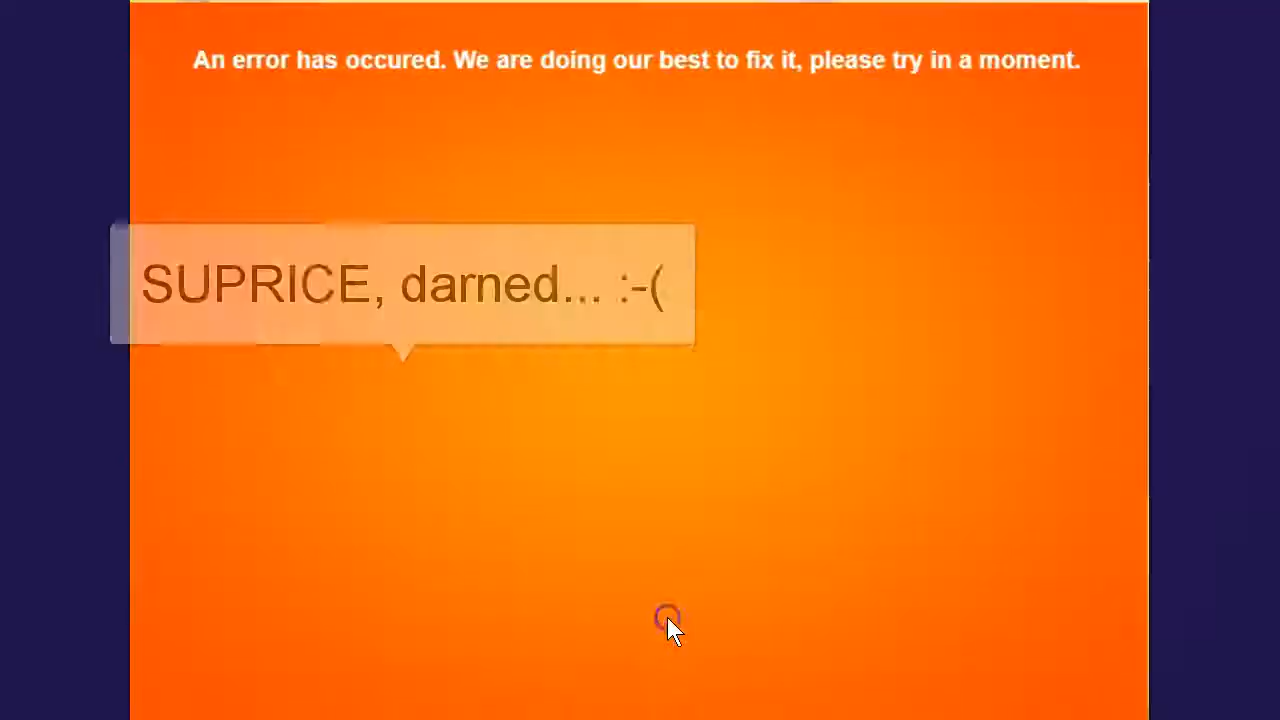 An error has occured. We are doing our best to fix it, please try in a moment.
SUPRICE, darned... :-(